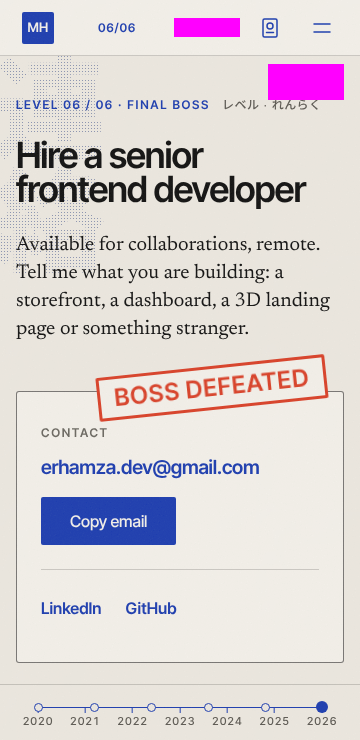 MH
06/06
LEVEL 06 / 06 · FINAL BOSS レベル · れんらく
Hire a senior
frontend developer
Available for collaborations, remote.
Tell me what you are building: a
storefront, a dashboard, a 3D landing
page or something stranger.
BOSS DEFEATED
CONTACT
erhamza.dev@gmail.com
Copy email
LinkedIn GitHub
2020 2021 2022 2023 2024 2025 2026